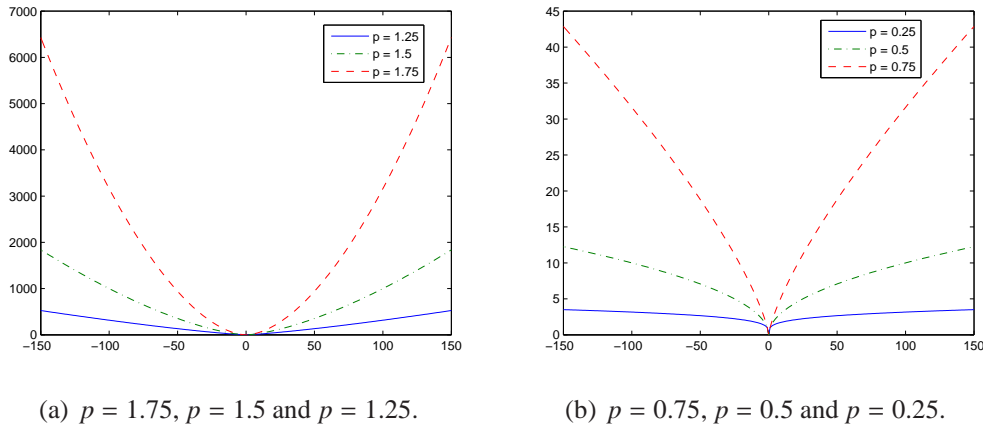 7000
6000
5000
4000
3000
2000
1000
0
−150 −100 −50 0 50 100 150
p = 1.25
p = 1.5
p = 1.75
(a) p = 1.75, p = 1.5 and p = 1.25.
45
40
35
30
25
20
15
10
5
0
−150 −100 −50 0 50 100 150
p = 0.25
p = 0.5
p = 0.75
(b) p = 0.75, p = 0.5 and p = 0.25.